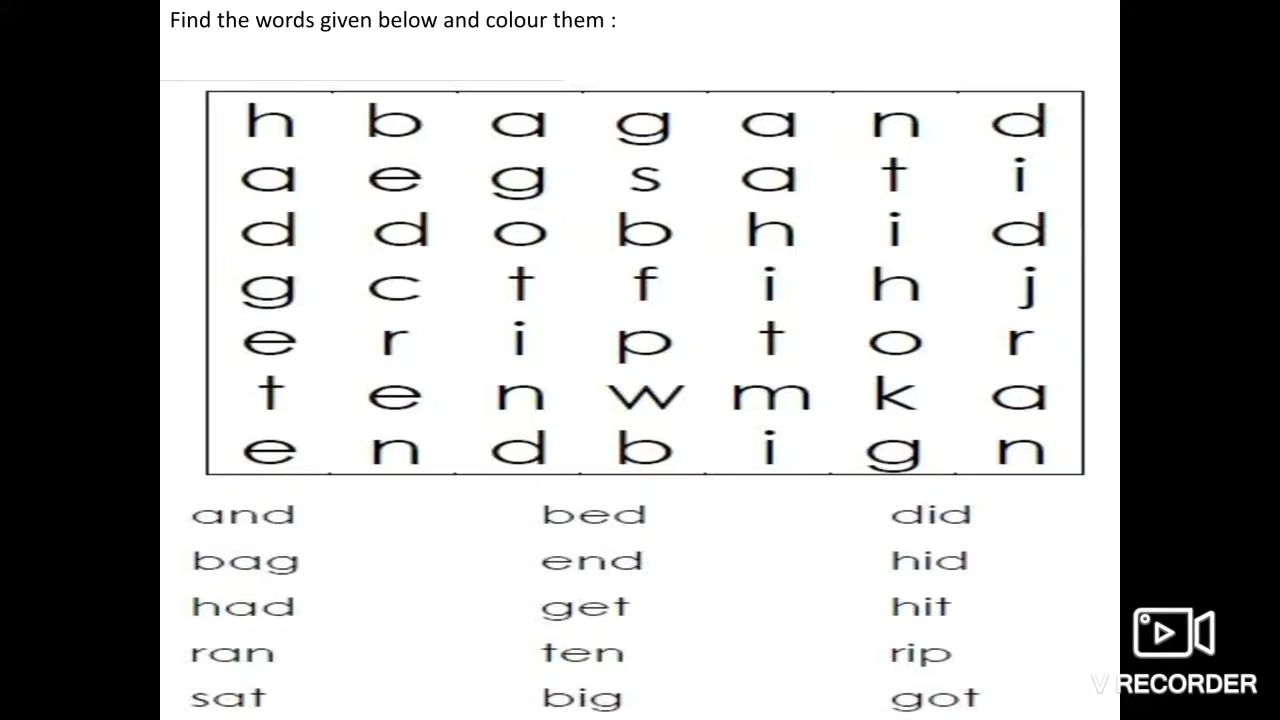 Find the words given below and colour them :
h b a g a n d
a e g s a t i
d d o b h i d
g c t f i h j
e r i p t o r
t e n w m k a
e n d b i g n
and bed did
bag end hid
had get hit
ran ten rip
sat big got
V RECORDER